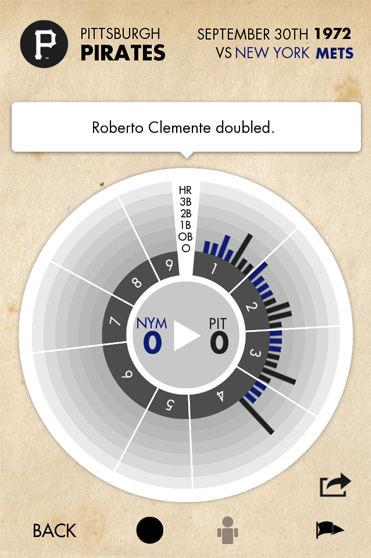 P
PITTSBURGH
PIRATES
SEPTEMBER 30TH 1972
VS NEW YORK METS
Roberto Clemente doubled.
HR
3B
2B
1B
OB
O
1
2
3
4
5
6
7
8
9
NYM
0
PIT
0
BACK